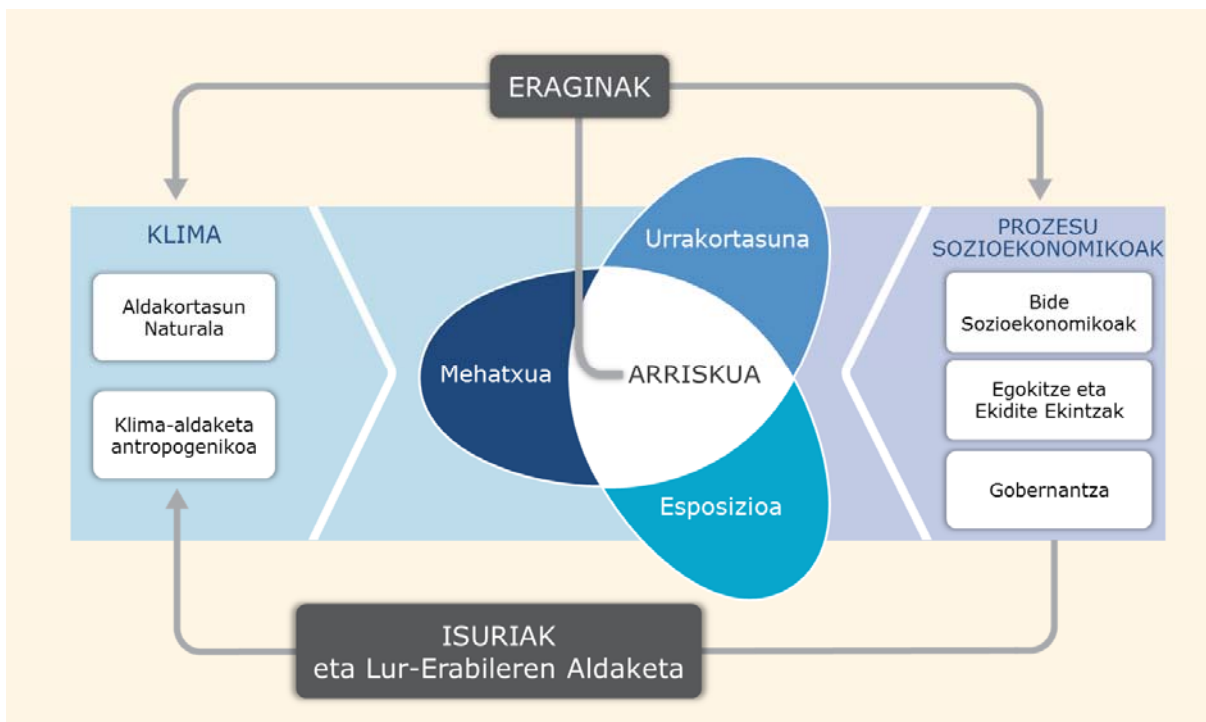 ERAGINAK
KLIMA
Aldakortasun
Naturala
Klima-aldaketa
antropogenikoa
Urrakortasuna
Mehatxua
ARRISKUA
Esposizioa
PROZESU
SOZIOEKONOMIKOAK
Bide
Sozioekonomikoak
Egokitze eta
Ekidite Ekintzak
Gobernantza
ISURIAK
eta Lur-Erabileren Aldaketa